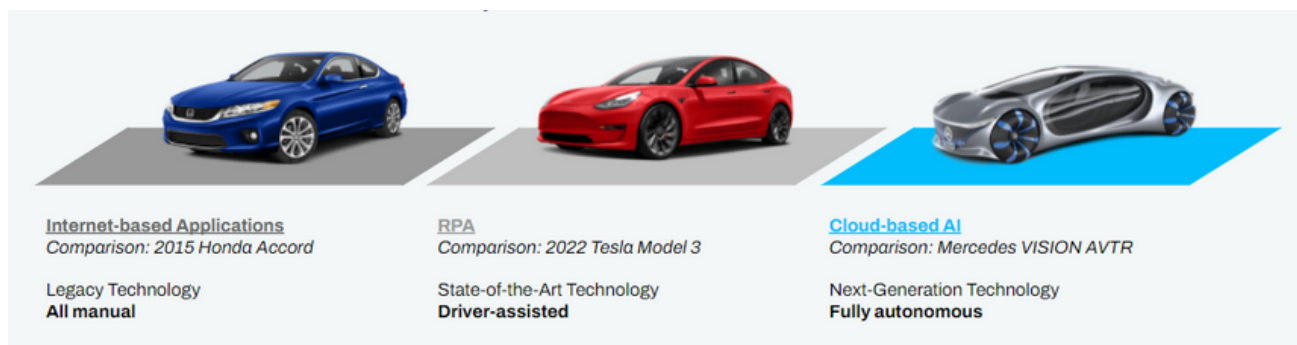 Internet-based Applications
Comparison: 2015 Honda Accord
Legacy Technology
All manual
RPA
Comparison: 2022 Tesla Model 3
State-of-the-Art Technology
Driver-assisted
Cloud-based AI
Comparison: Mercedes VISION AVTR
Next-Generation Technology
Fully autonomous